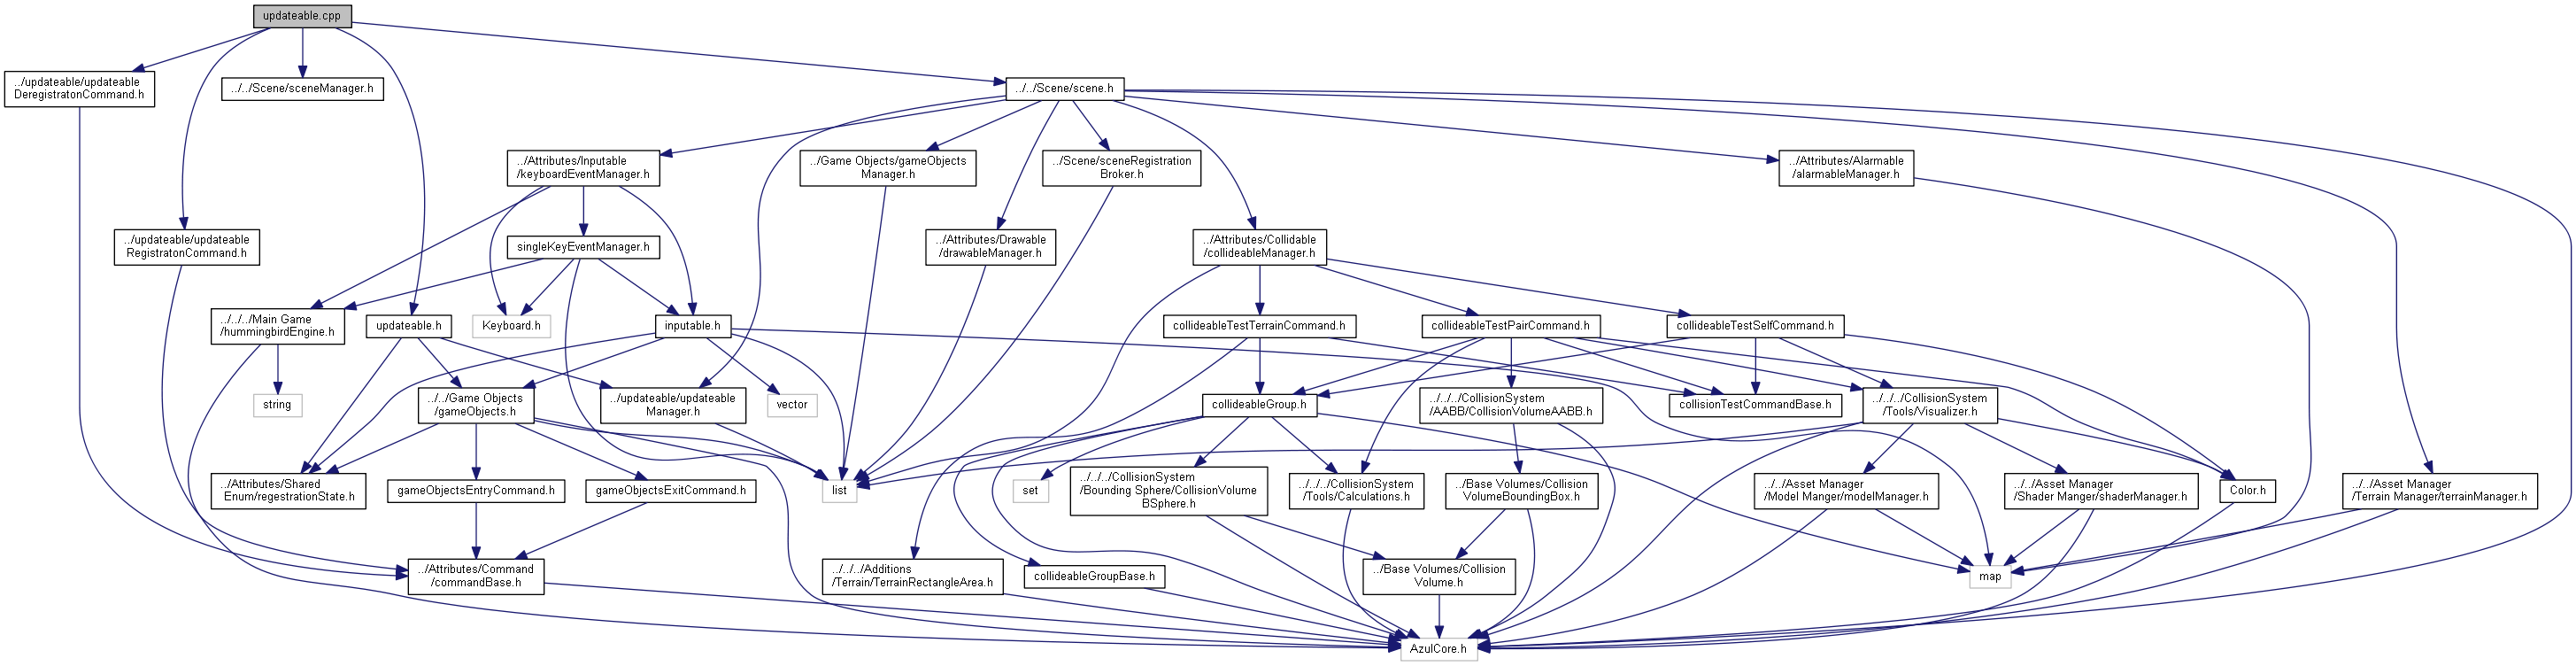 updateable.cpp
../updateable/updateable
DeregistratonCommand.h
../../Scene/sceneManager.h
../../Scene/scene.h
../Attributes/Inputable
/keyboardEventManager.h
../Game Objects/gameObjects
Manager.h
../Scene/sceneRegistration
Broker.h
../Attributes/Alarmable
/alarmableManager.h
../updateable/updateable
RegistratonCommand.h
singleKeyEventManager.h
../Attributes/Drawable
/drawableManager.h
../Attributes/Collidable
/collideableManager.h
../../../Main Game
/hummingbirdEngine.h
updateable.h
Keyboard.h
inputable.h
collideableTestTerrainCommand.h
collideableTestPairCommand.h
collideableTestSelfCommand.h
string
../../Game Objects
/gameObjects.h
../updateable/updateable
Manager.h
vector
collideableGroup.h
../../../CollisionSystem
/AABB/CollisionVolumeAABB.h
collisionTestCommandBase.h
../../../CollisionSystem
/Tools/Visualizer.h
../Attributes/Shared
Enum/regestrationState.h
gameObjectsEntryCommand.h
gameObjectsExitCommand.h
list
set
../../../CollisionSystem
/Bounding Sphere/CollisionVolume
BSphere.h
../../../CollisionSystem
/Tools/Calculations.h
../Base Volumes/Collision
VolumeBoundingBox.h
../../Asset Manager
/Model Manger/modelManager.h
../../Asset Manager
/Shader Manger/shaderManager.h
Color.h
../../Asset Manager
/Terrain Manager/terrainManager.h
../Attributes/Command
/commandBase.h
../../../Additions
/Terrain/TerrainRectangleArea.h
collideableGroupBase.h
../Base Volumes/Collision
Volume.h
map
AzulCore.h